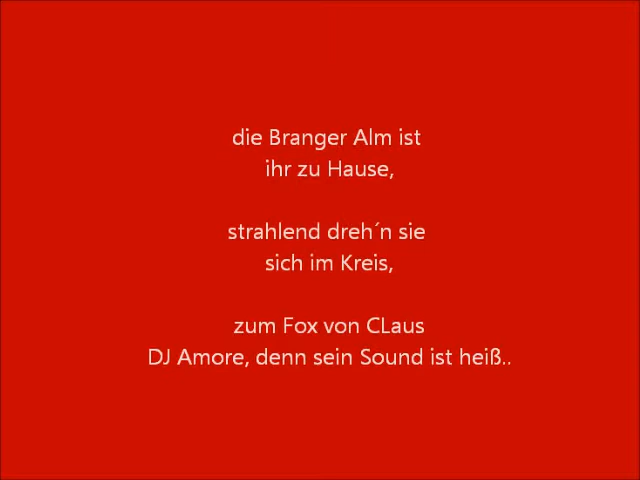 die Branger Alm ist
ihr zu Hause,
strahlend dreh´n sie
sich im Kreis,
zum Fox von CLaus
DJ Amore, denn sein Sound ist heiß..